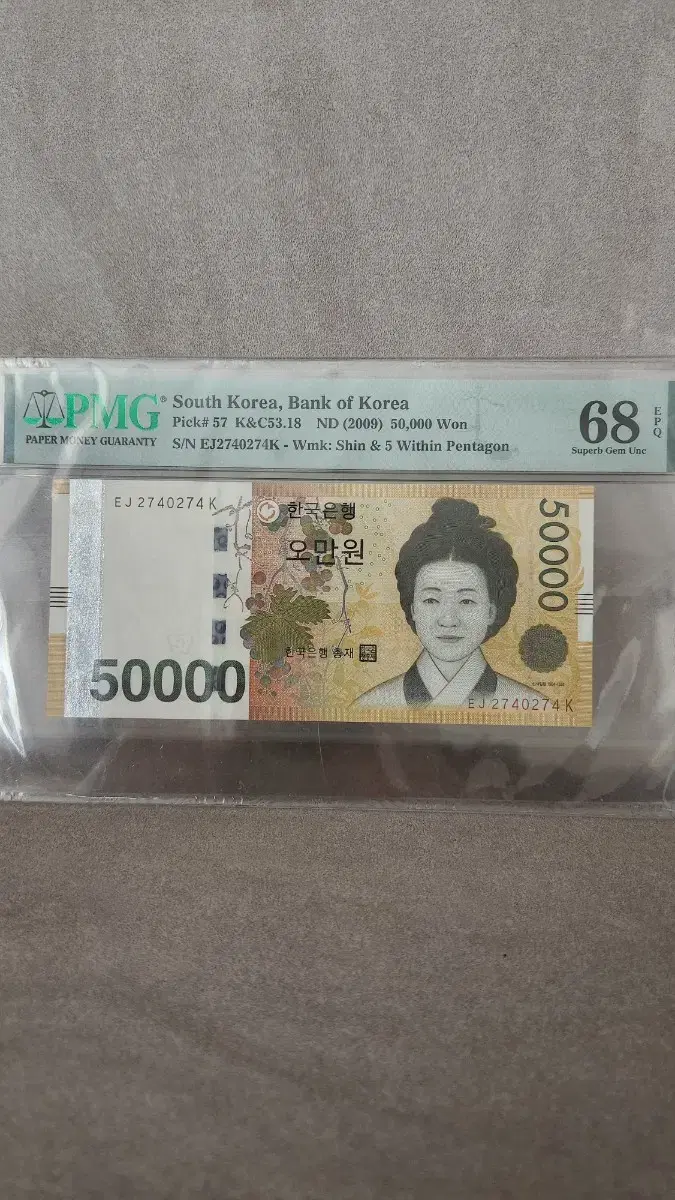 PMG®
PAPER MONEY GUARANTY
South Korea, Bank of Korea
Pick# 57 K&C53.18 ND (2009) 50,000 Won
S/N EJ2740274K - Wmk: Shin & 5 Within Pentagon
68
Superb Gem Unc
EPQ
EJ 2740274 K
한국은행
오만원
한국은행 총재
50000
50000
EJ 2740274 K